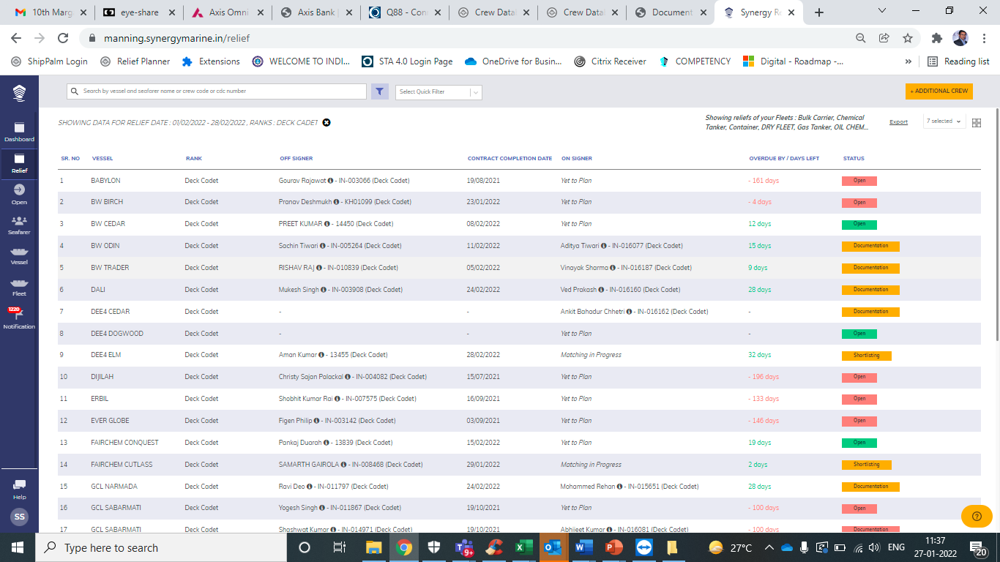 10th Marg
eye-share
Axis Omni
Axis Bank |
Q88 - Con
Crew Datal
Crew Datal
Document
Synergy Re
manning.synergymarine.in/relief
ShipPalm Login
Relief Planner
Extensions
WELCOME TO INDI...
STA 4.0 Login Page
OneDrive for Busin...
Citrix Receiver
COMPETENCY
Digital - Roadmap -...
»
Reading list
Search by vessel and seafarer name or crew code or cdc number
Select Quick Filter
+ ADDITIONAL CREW
SHOWING DATA FOR RELIEF DATE : 01/02/2022 - 28/02/2022 , RANKS : DECK CADET
Showing reliefs of your Fleets : Bulk Carrier, Chemical
Tanker, Container, DRY FLEET, Gas Tanker, OIL CHEM...
Export
7 selected
Dashboard
Relief
Open
Seafarer
Vessel
Fleet
1220
Notification
Help
SS
SR. NO VESSEL RANK OFF SIGNER CONTRACT COMPLETION DATE ON SIGNER OVERDUE BY / DAYS LEFT STATUS
1 BABYLON Deck Cadet Gourav Rajawat - IN-003066 (Deck Cadet) 19/08/2021 Yet to Plan - 161 days Open
2 BW BIRCH Deck Cadet Pranav Deshmukh - KH01099 (Deck Cadet) 23/01/2022 Yet to Plan - 4 days Open
3 BW CEDAR Deck Cadet PREET KUMAR - 14450 (Deck Cadet) 08/02/2022 Yet to Plan 12 days Open
4 BW ODIN Deck Cadet Sachin Tiwari - IN-005264 (Deck Cadet) 11/02/2022 Aditya Tiwari - IN-016077 (Deck Cadet) 15 days Documentation
5 BW TRADER Deck Cadet RISHAV RAJ - IN-010839 (Deck Cadet) 05/02/2022 Vinayak Sharma - IN-016187 (Deck Cadet) 9 days Documentation
6 DALI Deck Cadet Mukesh Singh - IN-003908 (Deck Cadet) 24/02/2022 Ved Prakash - IN-016160 (Deck Cadet) 28 days Documentation
7 DEE4 CEDAR Deck Cadet - - Ankit Bahadur Chhetri - IN-016162 (Deck Cadet) - Documentation
8 DEE4 DOGWOOD Deck Cadet - - Yet to Plan - Open
9 DEE4 ELM Deck Cadet Aman Kumar - 13455 (Deck Cadet) 28/02/2022 Matching in Progress 32 days Shortlisting
10 DIJILAH Deck Cadet Christy Sajan Palackal - IN-004082 (Deck Cadet) 15/07/2021 Yet to Plan - 196 days Open
11 ERBIL Deck Cadet Shobhit Kumar Rai - IN-007575 (Deck Cadet) 16/09/2021 Yet to Plan - 133 days Open
12 EVER GLOBE Deck Cadet Figen Philip - IN-003142 (Deck Cadet) 03/09/2021 Yet to Plan - 146 days Open
13 FAIRCHEM CONQUEST Deck Cadet Pankaj Duarah - 13839 (Deck Cadet) 15/02/2022 Yet to Plan 19 days Open
14 FAIRCHEM CUTLASS Deck Cadet SAMARTH GAIROLA - IN-008468 (Deck Cadet) 29/01/2022 Matching in Progress 2 days Shortlisting
15 GCL NARMADA Deck Cadet Ravi Deo - IN-011797 (Deck Cadet) 24/02/2022 Mohammed Rehan - IN-015651 (Deck Cadet) 28 days Documentation
16 GCL SABARMATI Deck Cadet Yogesh Singh - IN-011867 (Deck Cadet) 19/10/2021 Yet to Plan - 100 days Open
17 GCL SABARMATI Deck Cadet Shashwat Kumar - IN-014971 (Deck Cadet) 19/10/2021 Abhijeet Kumar - IN-016081 (Deck Cadet) - 100 days Documentation
Type here to search
9+
27°C
ENG
11:37
27-01-2022
20